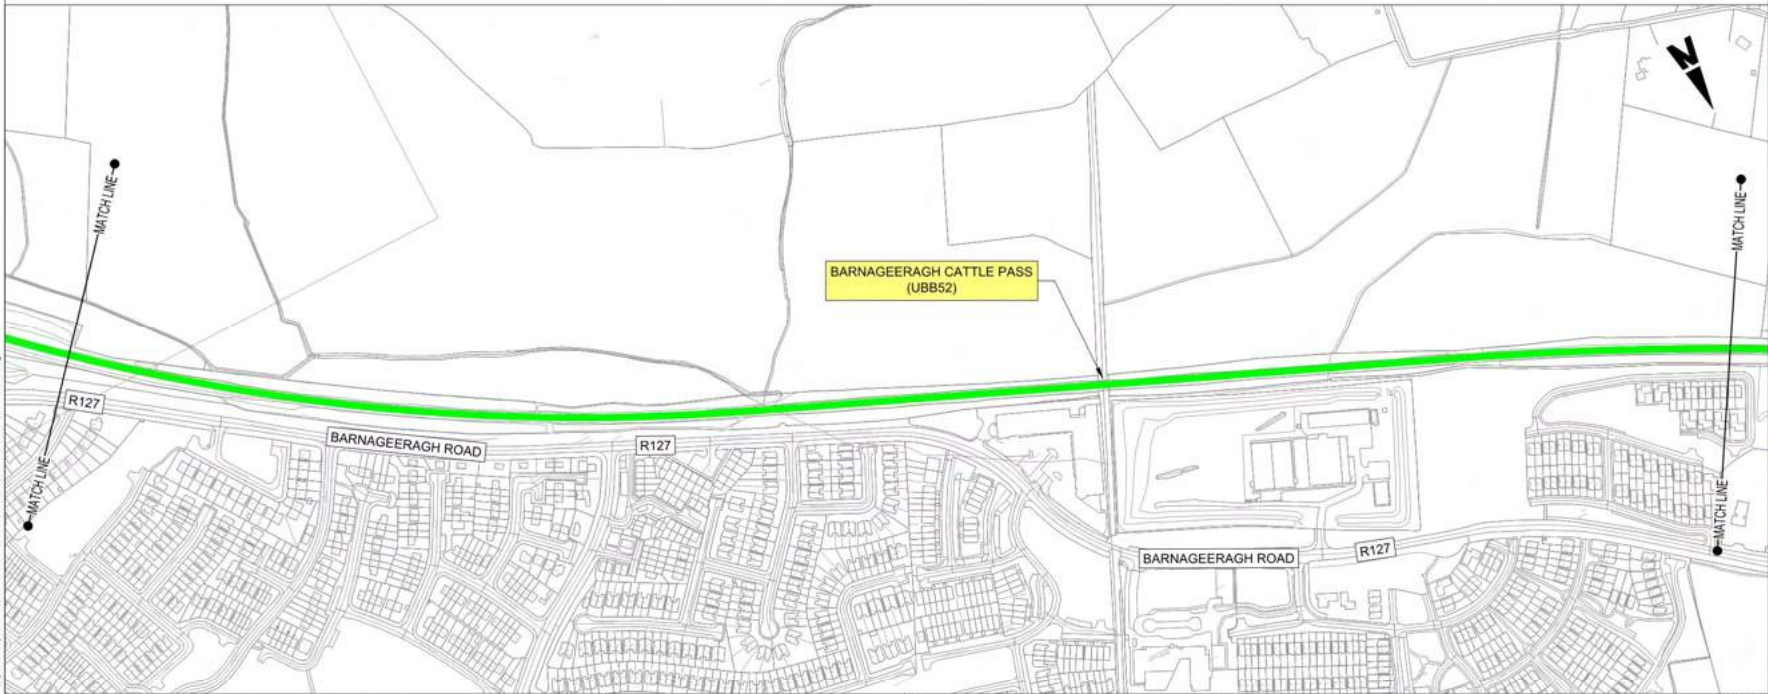 N
MATCH LINE
MATCH LINE
BARNAGEERAGH CATTLE PASS
(UBB52)
R127
BARNAGEERAGH ROAD
R127
MATCH LINE
MATCH LINE
BARNAGEERAGH ROAD
R127